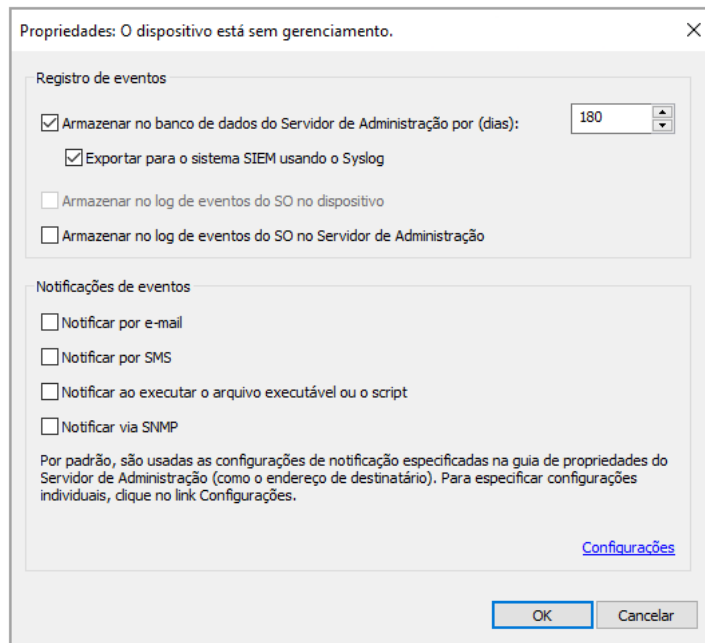 Propriedades: O dispositivo está sem gerenciamento.
Registro de eventos
Armazenar no banco de dados do Servidor de Administração por (dias): 180
Exportar para o sistema SIEM usando o Syslog
Armazenar no log de eventos do SO no dispositivo
Armazenar no log de eventos do SO no Servidor de Administração
Notificações de eventos
Notificar por e-mail
Notificar por SMS
Notificar ao executar o arquivo executável ou o script
Notificar via SNMP
Por padrão, são usadas as configurações de notificação especificadas na guia de propriedades do
Servidor de Administração (como o endereço de destinatário). Para especificar configurações
individuais, clique no link Configurações.
Configurações
OK Cancelar